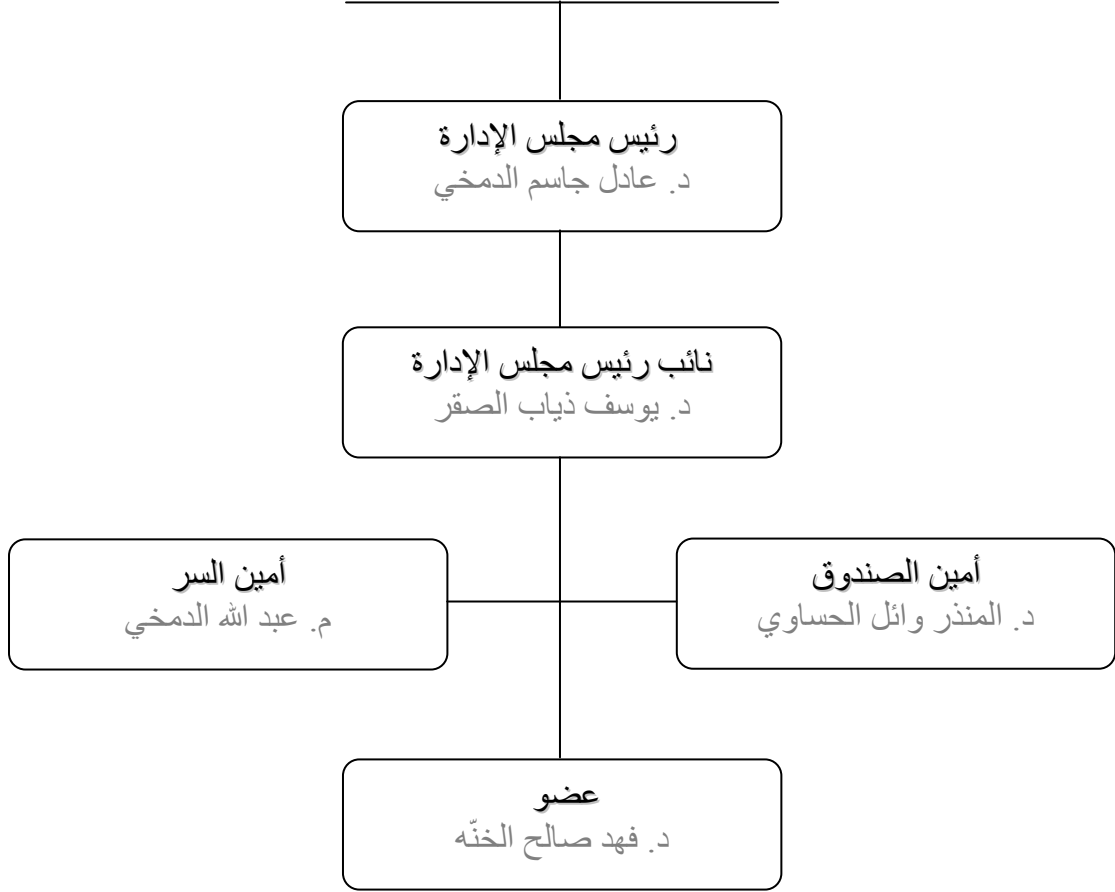 رئيس مجلس الإدارة
د. عادل جاسم الدمخي
نائب رئيس مجلس الإدارة
د. يوسف ذياب الصقر
أمين الصندوق
د. المنذر وائل الحساوي
أمين السر
م. عبد الله الدمخي
عضو
د. فهد صالح الخنّه